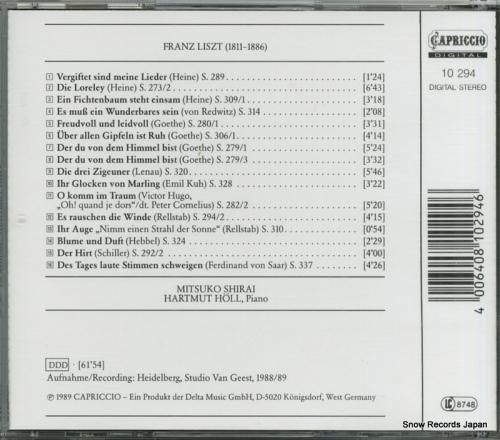 FRANZ LISZT (1811–1886)
1 Vergiftet sind meine Lieder (Heine) S. 289 [1'24]
2 Die Loreley (Heine) S. 273/2 [6'43]
3 Ein Fichtenbaum steht einsam (Heine) S. 309/1 [3'18]
4 Es muß ein Wunderbares sein (von Redwitz) S. 314 [2'08]
5 Freudvoll und leidvoll (Goethe) S. 280/1 [3'31]
6 Über allen Gipfeln ist Ruh (Goethe) S. 306/1 [4'14]
7 Der du von dem Himmel bist (Goethe) S. 279/1 [5'24]
8 Der du von dem Himmel bist (Goethe) S. 279/3 [3'32]
9 Die drei Zigeuner (Lenau) S. 320 [5'46]
10 Ihr Glocken von Marling (Emil Kuh) S. 328 [3'22]
11 O komm im Traum (Victor Hugo,
„Oh! quand je dors"/dt. Peter Cornelius) S. 282/2 [5'20]
12 Es rauschen die Winde (Rellstab) S. 294/2 [4'15]
13 Ihr Auge „Nimm einen Strahl der Sonne" (Rellstab) S. 310 [0'54]
14 Blume und Duft (Hebbel) S. 324 [2'29]
15 Der Hirt (Schiller) S. 292/2 [4'00]
16 Des Tages laute Stimmen schweigen (Ferdinand von Saar) S. 337 [4'26]
MITSUKO SHIRAI
HARTMUT HÖLL, Piano
DDD · [61'54]
Aufnahme/Recording: Heidelberg, Studio Van Geest, 1988/89
℗ 1989 CAPRICCIO – Ein Produkt der Delta Music GmbH, D-5020 Königsdorf, West Germany
CAPRICCIO
DIGITAL
10 294
DIGITAL-STEREO
4 006408 102946
LC 8748
Snow Records Japan
www.snowrecords.jp